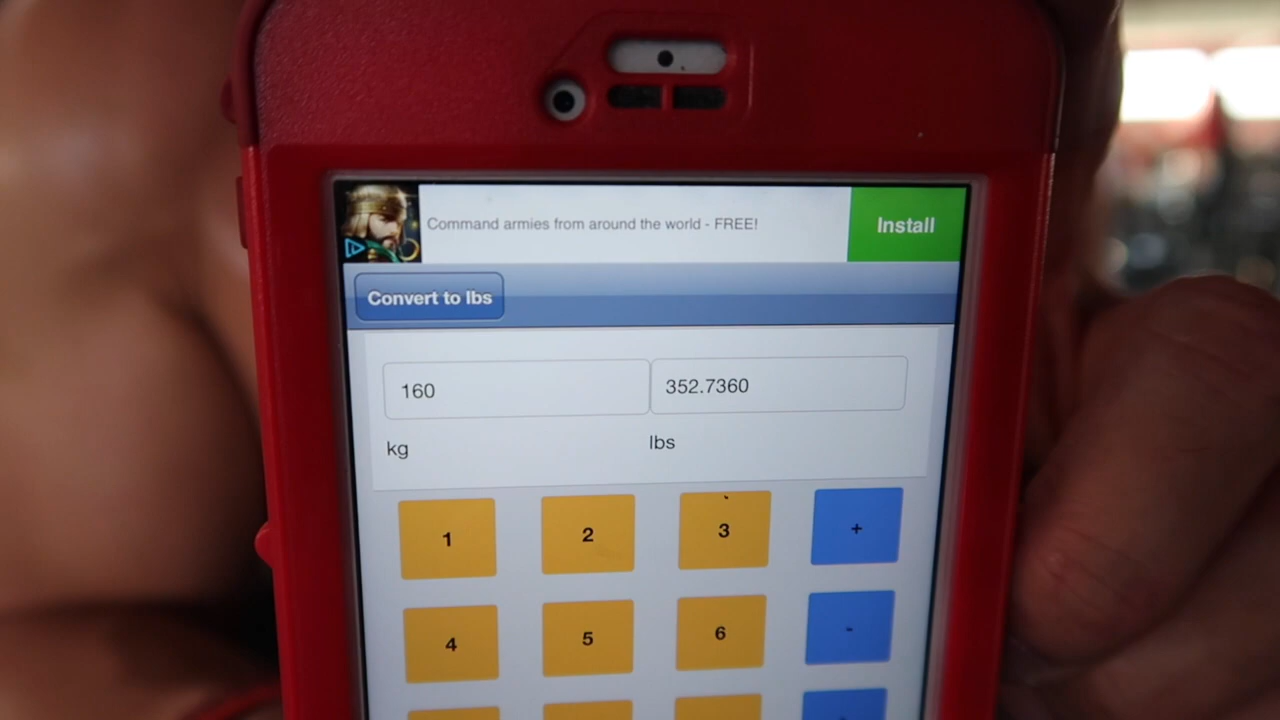 Command armies from around the world - FREE!
Install
Convert to lbs
160
352.7360
kg
lbs
1 2 3 +
4 5 6 -